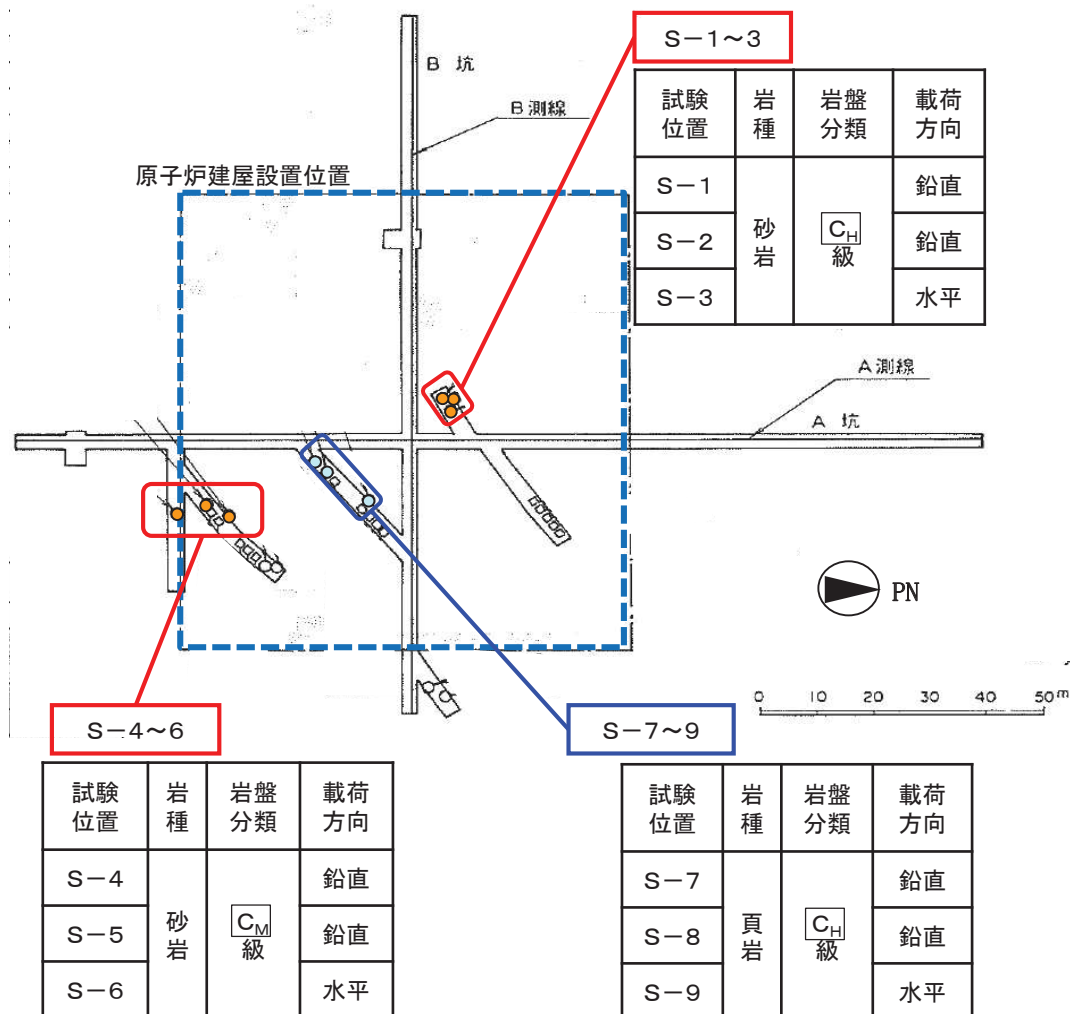 S-1~3
試験位置 岩種 岩盤分類 載荷方向
S-1 砂岩 CH級 鉛直
S-2 鉛直
S-3 水平
B 坑
B測線
原子炉建屋設置位置
A測線
A 坑
PN
0 10 20 30 40 50m
S-4~6
試験位置 岩種 岩盤分類 載荷方向
S-4 砂岩 CM級 鉛直
S-5 鉛直
S-6 水平
S-7~9
試験位置 岩種 岩盤分類 載荷方向
S-7 頁岩 CH級 鉛直
S-8 鉛直
S-9 水平